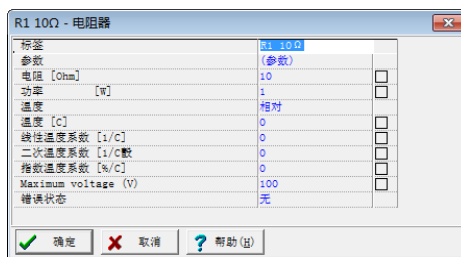 R1 10Ω - 电阻器
标签 R1 10Ω
参数 (参数)
电阻 [Ohm] 10
功率 [W] 1
温度 相对
温度 [C] 0
线性温度系数 [1/C] 0
二次温度系数 [1/C觳 0
指数温度系数 [%/C] 0
Maximum voltage (V) 100
错误状态 无
确定 取消 帮助(H)